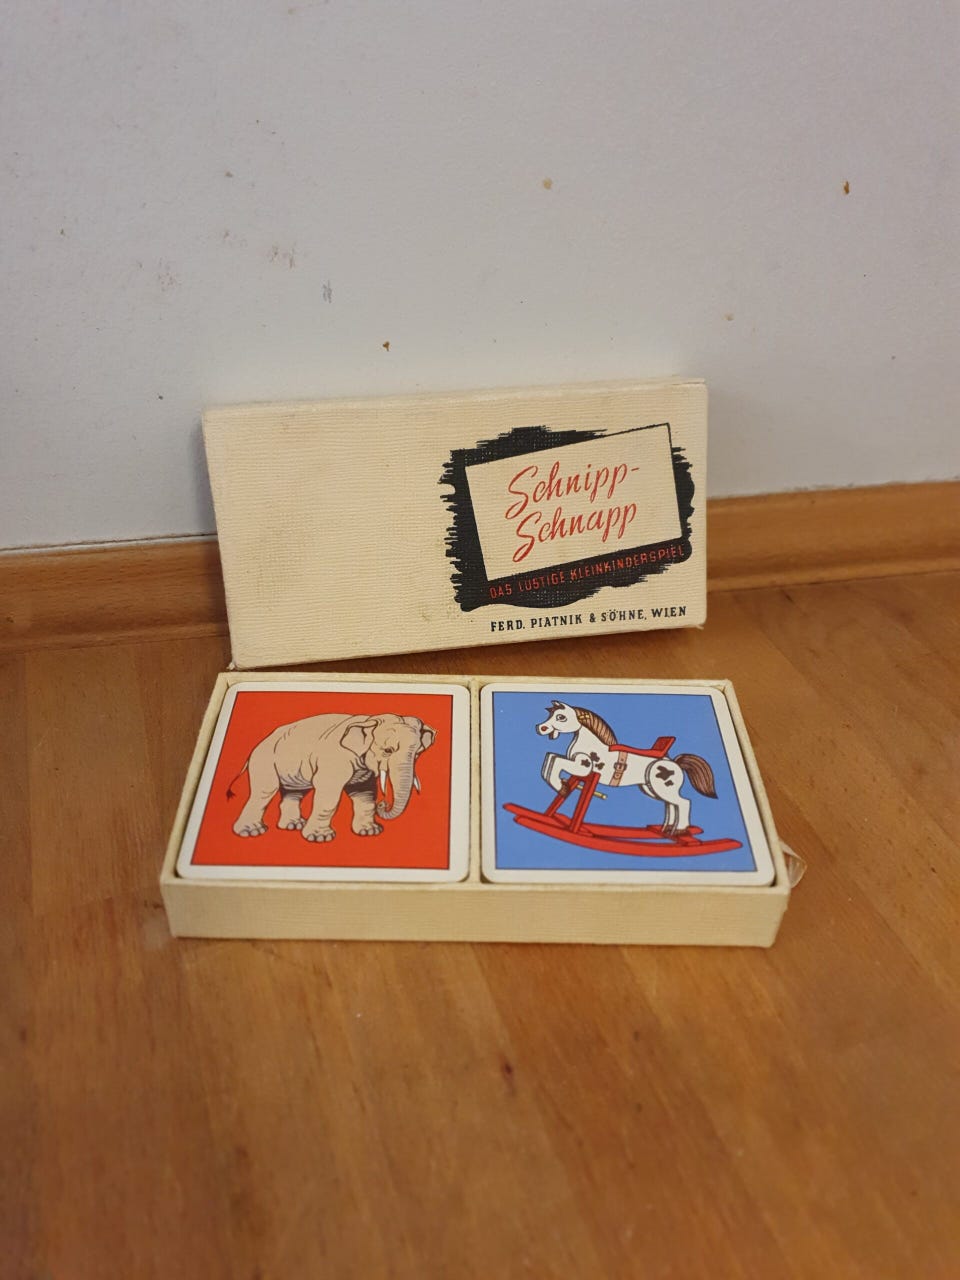 Schnipp-
Schnapp
DAS LUSTIGE KLEINKINDERSPIEL
FERD. PIATNIK & SÖHNE, WIEN